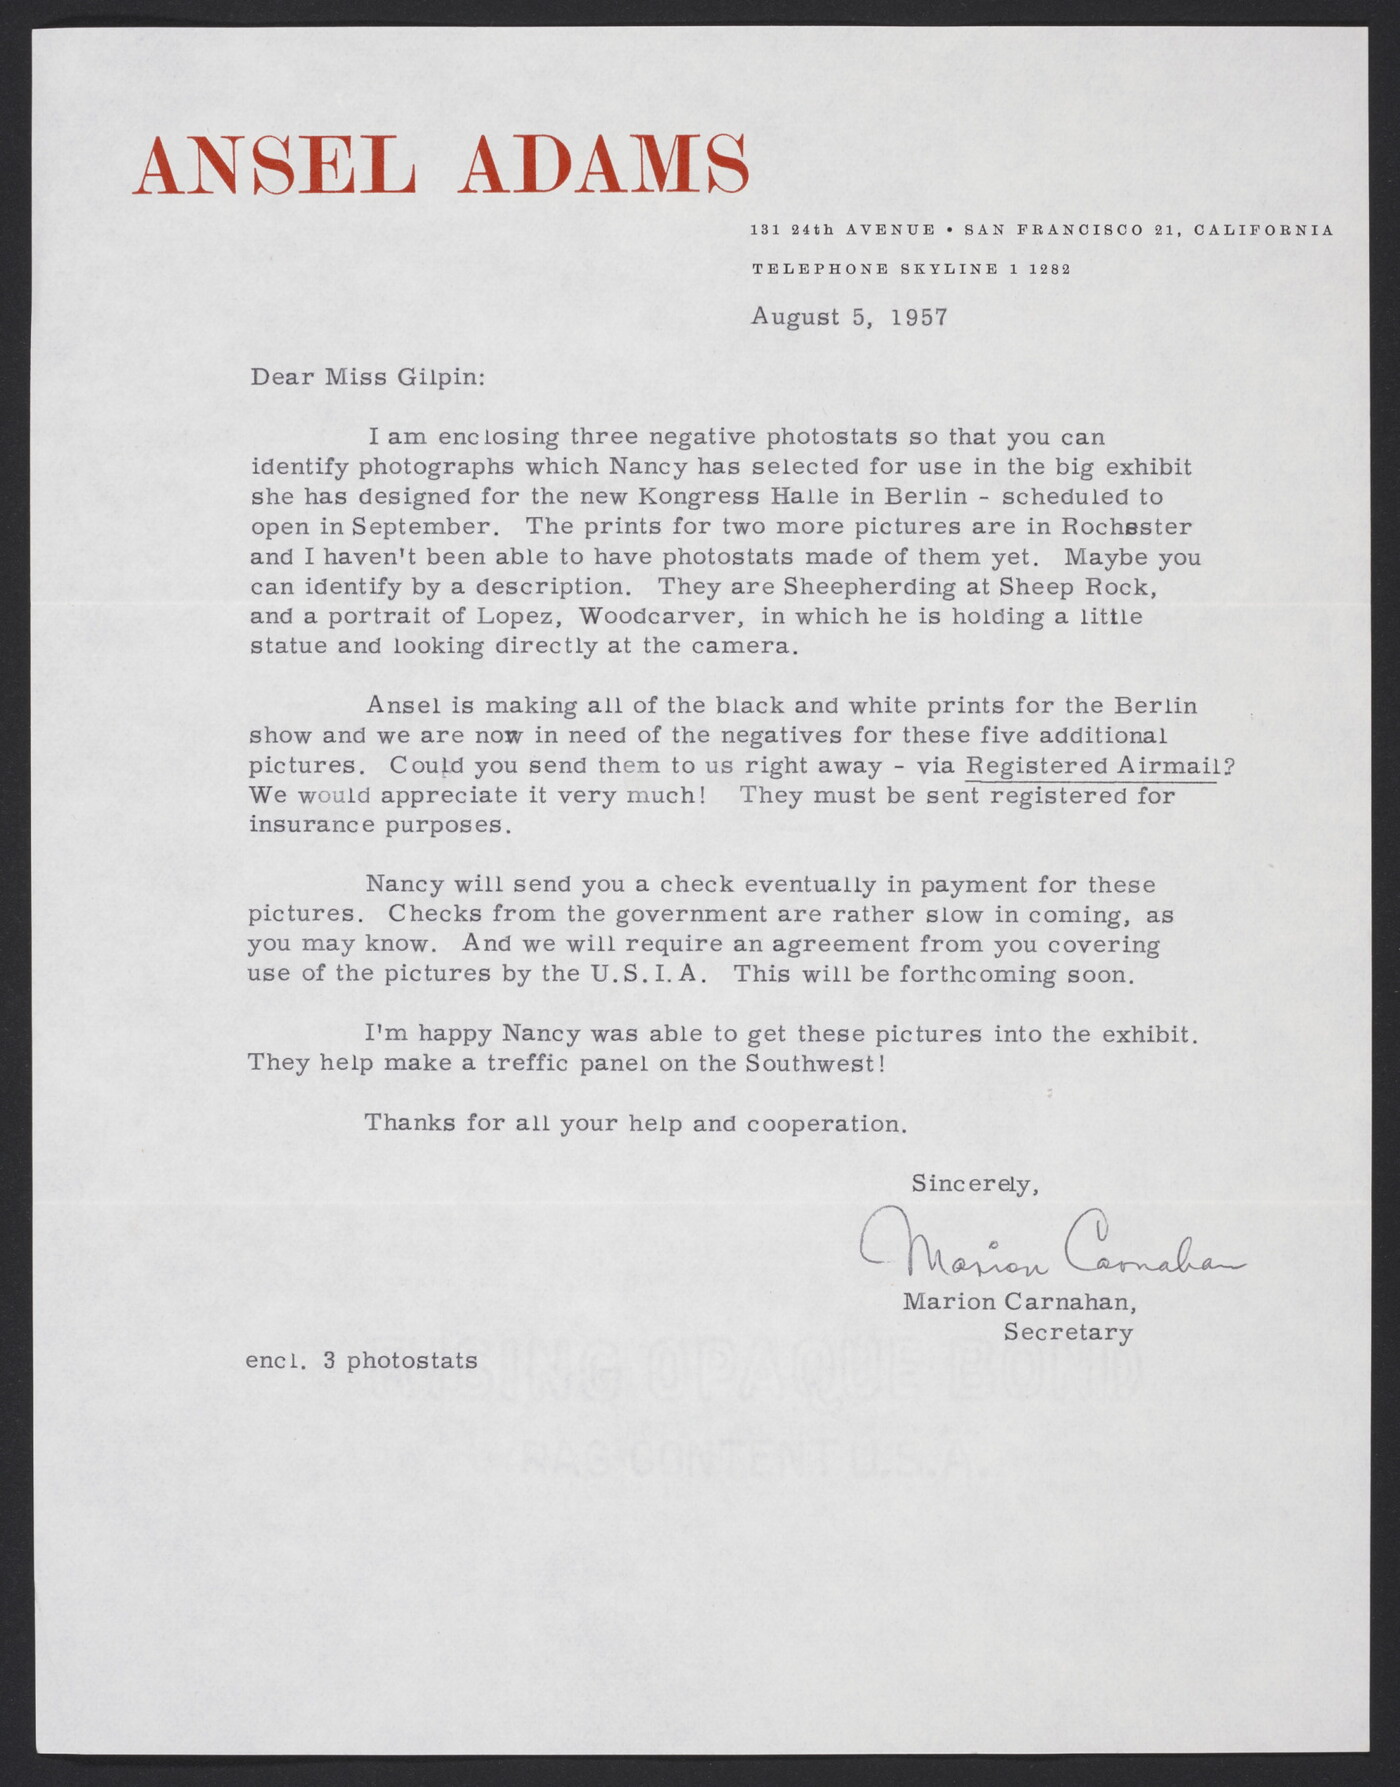 ANSEL ADAMS
131 24th AVENUE • SAN FRANCISCO 21, CALIFORNIA
TELEPHONE SKYLINE 1 1282
August 5, 1957
Dear Miss Gilpin:
I am enclosing three negative photostats so that you can
identify photographs which Nancy has selected for use in the big exhibit
she has designed for the new Kongress Halle in Berlin - scheduled to
open in September. The prints for two more pictures are in Rochester
and I haven't been able to have photostats made of them yet. Maybe you
can identify by a description. They are Sheepherding at Sheep Rock,
and a portrait of Lopez, Woodcarver, in which he is holding a little
statue and looking directly at the camera.
Ansel is making all of the black and white prints for the Berlin
show and we are now in need of the negatives for these five additional
pictures. Could you send them to us right away - via Registered Airmail?
We would appreciate it very much! They must be sent registered for
insurance purposes.
Nancy will send you a check eventually in payment for these
pictures. Checks from the government are rather slow in coming, as
you may know. And we will require an agreement from you covering
use of the pictures by the U.S.I.A. This will be forthcoming soon.
I'm happy Nancy was able to get these pictures into the exhibit.
They help make a treffic panel on the Southwest!
Thanks for all your help and cooperation.
Sincerely,
Marion Carnahan
Marion Carnahan,
Secretary
encl. 3 photostats
RISING OPAQUE BOND
RAG CONTENT U.S.A.